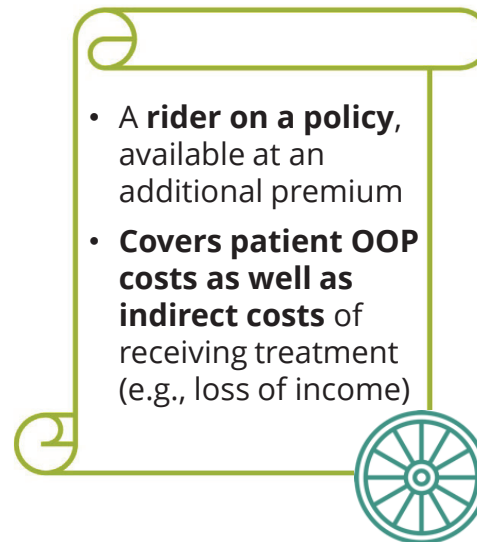 • A rider on a policy,
available at an
additional premium
• Covers patient OOP
costs as well as
indirect costs of
receiving treatment
(e.g., loss of income)